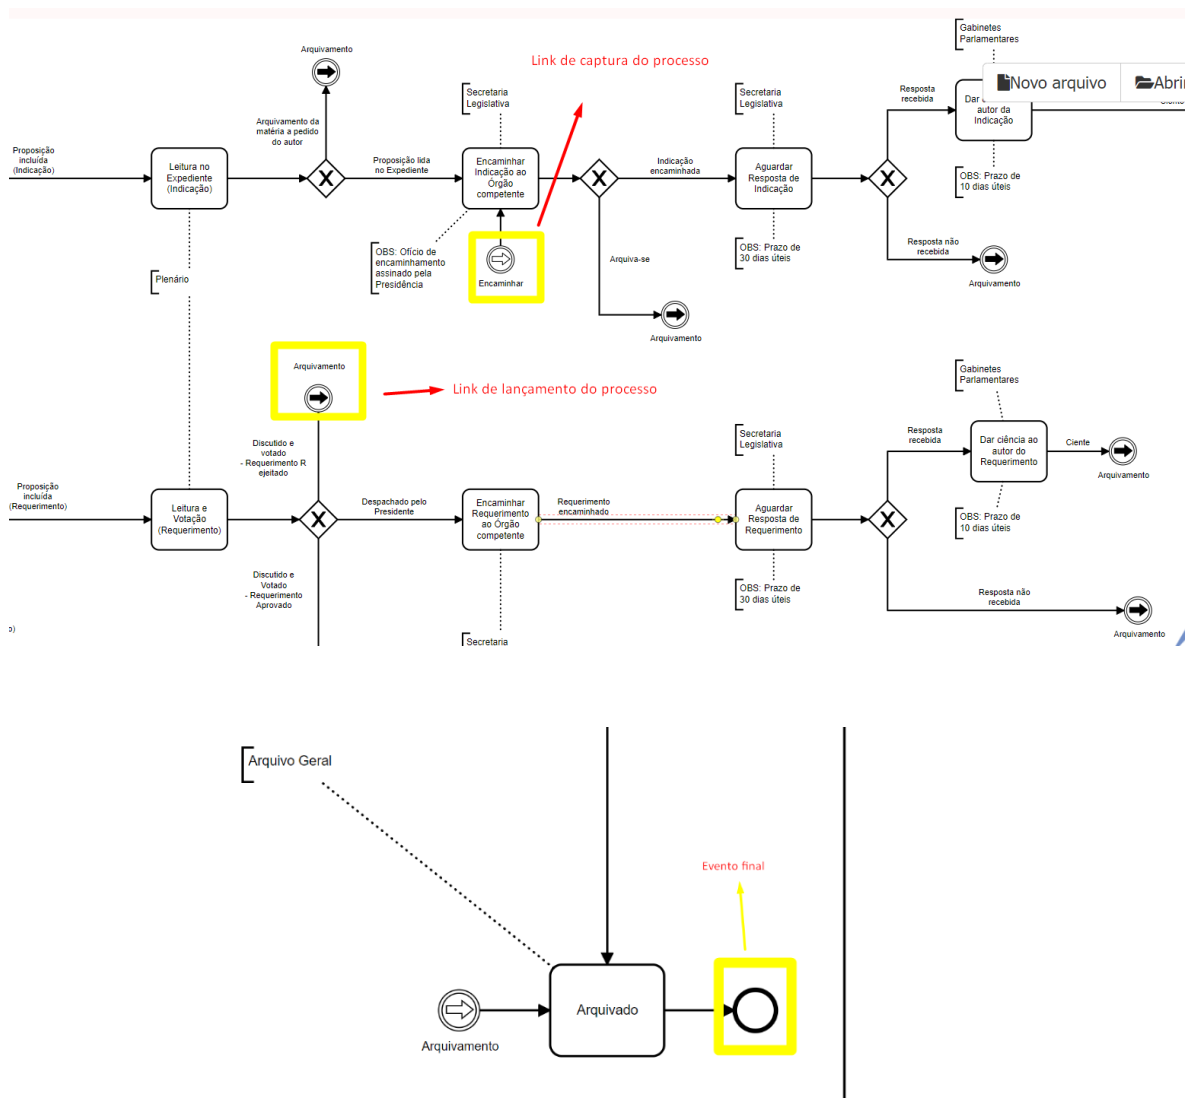 Gabinetes
Parlamentares
Arquivamento
Link de captura do processo
Novo arquivo
Secretaria
Legislativa
Secretaria
Legislativa
Resposta
recebida
autor da
Indicação
Arquivamento da
matéria a pedido
do autor
Proposição
incluída
(Indicação)
Leitura no
Expediente
(Indicação)
X
Proposição lida
no Expediente
Encaminhar
Indicação ao
Órgão
competente
X
Indicação
encaminhada
Aguardar
Resposta de
Indicação
X
OBS: Prazo de
10 dias úteis
Plenário
OBS: Ofício de
encaminhamento
assinado pela
Presidência
Encaminhar
Arquiva-se
OBS: Prazo de
30 dias úteis
Resposta não
recebida
Arquivamento
Arquivamento
Arquivamento
Link de lançamento do processo
Gabinetes
Parlamentares
Discutido e
votado
- Requerimento R
ejeitado
Secretaria
Legislativa
Resposta
recebida
Dar ciência ao
autor do
Requerimento
Ciente
Arquivamento
Proposição
incluída
(Requerimento)
Leitura e
Votação
(Requerimento)
X
Despachado pelo
Presidente
Encaminhar
Requerimento
ao Órgão
competente
Requerimento
encaminhado
Aguardar
Resposta de
Requerimento
X
OBS: Prazo de
10 dias úteis
Discutido e
Votado
- Requerimento
Aprovado
OBS: Prazo de
30 dias úteis
Resposta não
recebida
Arquivamento
o)
Secretaria
Arquivo Geral
Evento final
Arquivado
Arquivamento